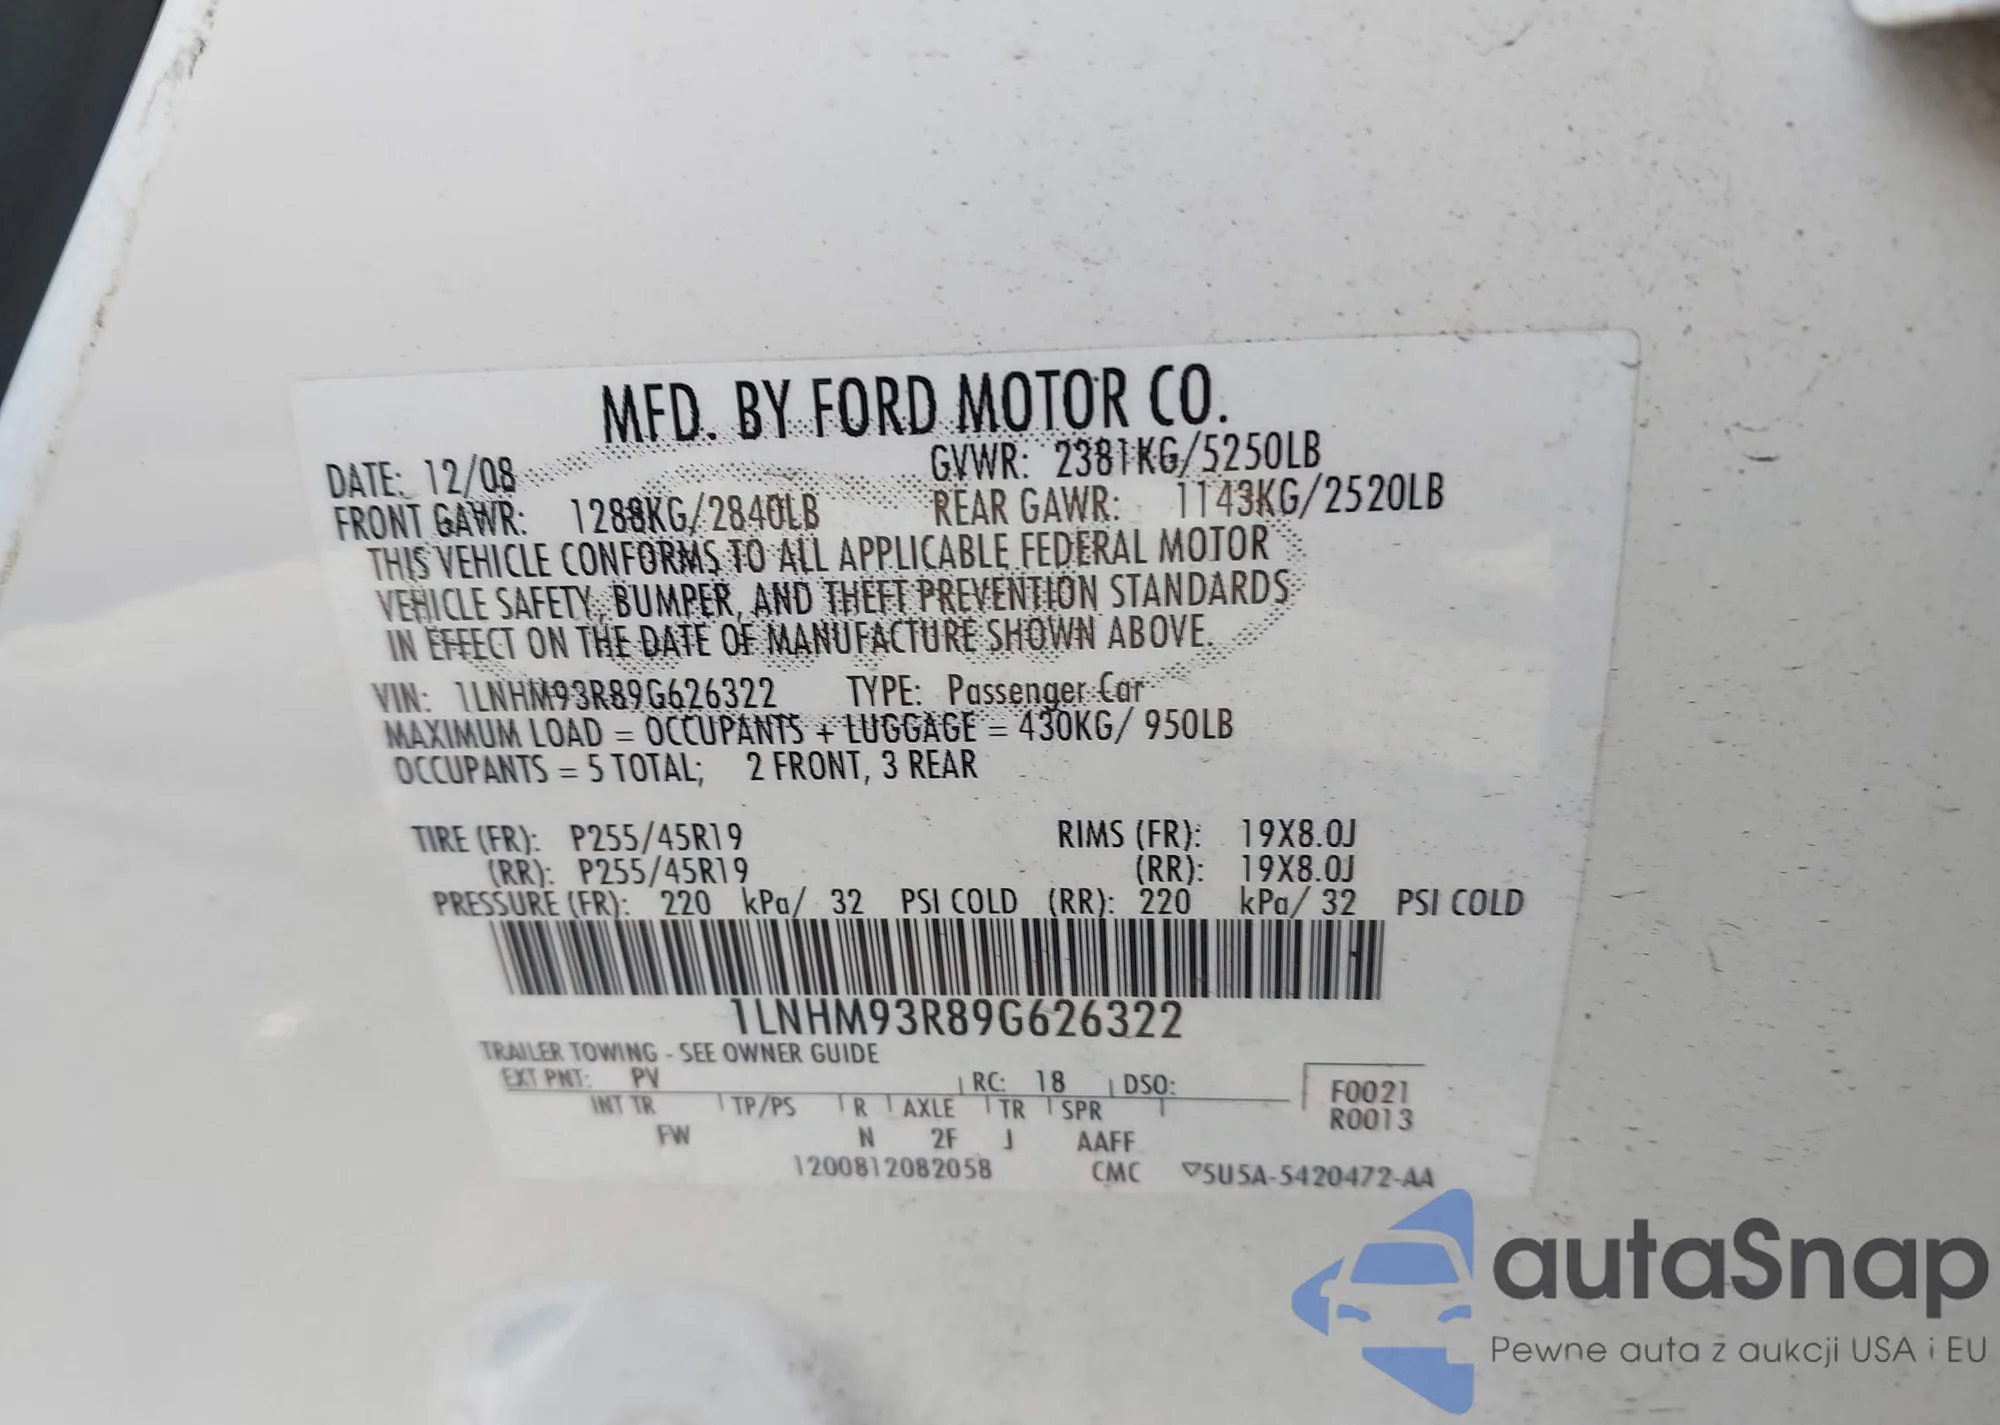 MFD. BY FORD MOTOR CO.
DATE: 12/08 GVWR: 2381KG/5250LB
FRONT GAWR: 1288KG/2840LB REAR GAWR: 1143KG/2520LB
THIS VEHICLE CONFORMS TO ALL APPLICABLE FEDERAL MOTOR
VEHICLE SAFETY, BUMPER, AND THEFT PREVENTION STANDARDS
IN EFFECT ON THE DATE OF MANUFACTURE SHOWN ABOVE.
VIN: 1LNHM93R89G626322 TYPE: Passenger Car
MAXIMUM LOAD = OCCUPANTS + LUGGAGE = 430KG/ 950LB
OCCUPANTS = 5 TOTAL; 2 FRONT, 3 REAR
TIRE (FR): P255/45R19 RIMS (FR): 19X8.0J
(RR): P255/45R19 (RR): 19X8.0J
PRESSURE (FR): 220 kPa/ 32 PSI COLD (RR): 220 kPa/ 32 PSI COLD
1LNHM93R89G626322
TRAILER TOWING - SEE OWNER GUIDE
EXT PNT: PV RC: 18 DSO: F0021
INT TR TP/PS R AXLE TR SPR R0013
FW N 2F J AAFF
1200812082058 CMC ▽5U5A-5420472-AA
autaSnap
Pewne auta z aukcji USA i EU